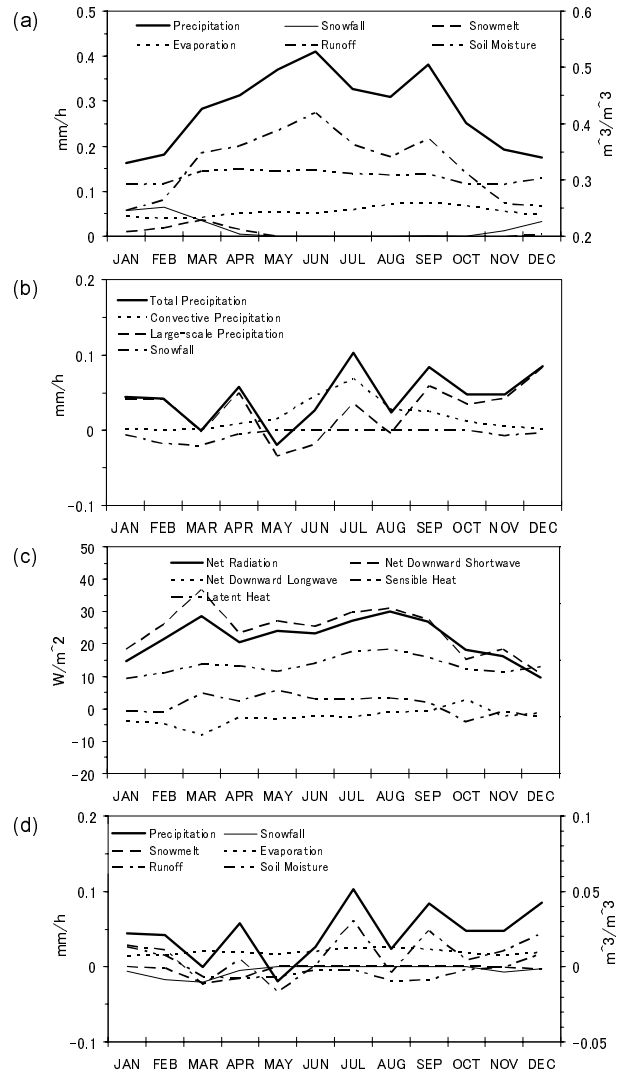 (a)
0.5
0.4
0.3
0.2
0.1
0
mm/h
Precipitation
Snowfall
Snowmelt
Evaporation
Runoff
Soil Moisture
0.6
0.5
0.4
0.3
0.2
m^3/m^3
JAN FEB MAR APR MAY JUN JUL AUG SEP OCT NOV DEC
(b)
0.2
0.1
0
-0.1
mm/h
Total Precipitation
Convective Precipitation
Large-scale Precipitation
Snowfall
JAN FEB MAR APR MAY JUN JUL AUG SEP OCT NOV DEC
(c)
50
40
30
20
10
0
-10
-20
W/m^2
Net Radiation
Net Downward Shortwave
Net Downward Longwave
Sensible Heat
Latent Heat
JAN FEB MAR APR MAY JUN JUL AUG SEP OCT NOV DEC
(d)
0.2
0.1
0
-0.1
mm/h
Precipitation
Snowfall
Snowmelt
Evaporation
Runoff
Soil Moisture
0.1
0.05
0
-0.05
m^3/m^3
JAN FEB MAR APR MAY JUN JUL AUG SEP OCT NOV DEC